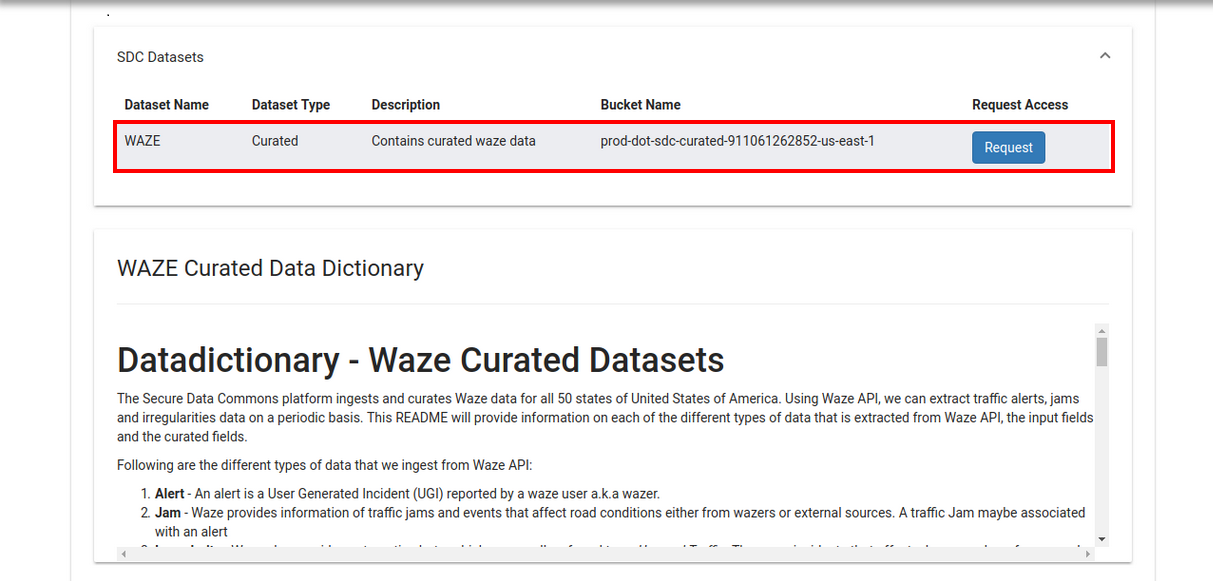 SDC Datasets
Dataset Name Dataset Type Description Bucket Name Request Access
WAZE Curated Contains curated waze data prod-dot-sdc-curated-911061262852-us-east-1 Request
WAZE Curated Data Dictionary
Datadictionary - Waze Curated Datasets
The Secure Data Commons platform ingests and curates Waze data for all 50 states of United States of America. Using Waze API, we can extract traffic alerts, jams
and irregularities data on a periodic basis. This README will provide information on each of the different types of data that is extracted from Waze API, the input fields
and the curated fields.
Following are the different types of data that we ingest from Waze API:
1. Alert - An alert is a User Generated Incident (UGI) reported by a waze user a.k.a wazer.
2. Jam - Waze provides information of traffic jams and events that affect road conditions either from wazers or external sources. A traffic Jam maybe associated
with an alert